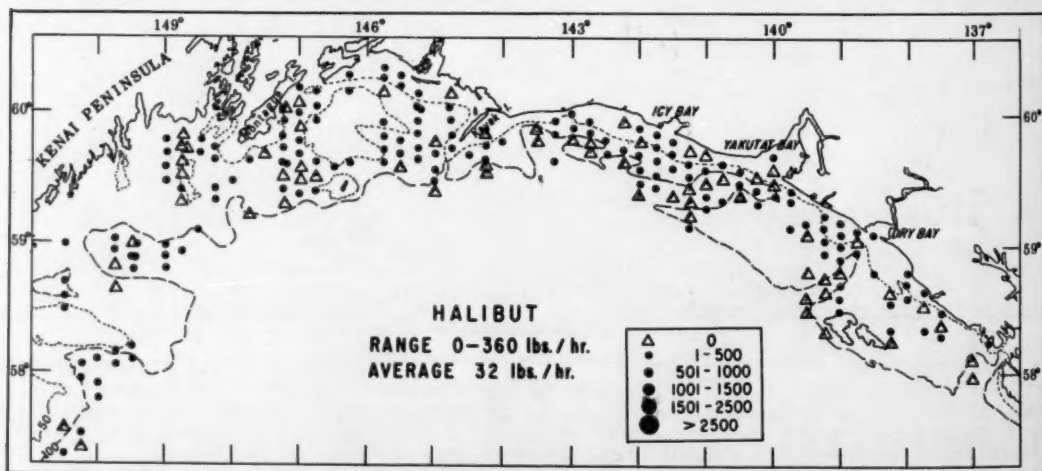 149° 146° 143° 140° 137°
KENAI PENINSULA
60° 60°
ICY BAY
YAKUTAT BAY
DRY BAY
59° 59°
58° 58°
HALIBUT
RANGE 0-360 lbs./hr.
AVERAGE 32 lbs./hr.
0
1-500
501-1000
1001-1500
1501-2500
>2500
50
100